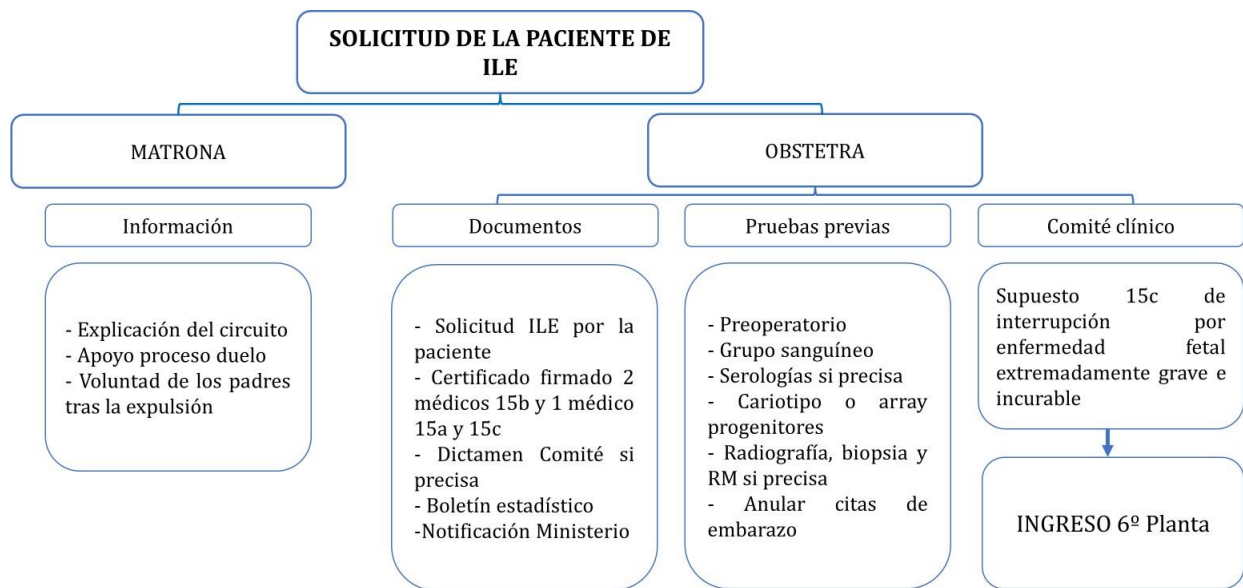 SOLICITUD DE LA PACIENTE DE
ILE
MATRONA
OBSTETRA
Información
Documentos
Pruebas previas
Comité clínico
- Explicación del circuito
- Apoyo proceso duelo
- Voluntad de los padres
tras la expulsión
- Solicitud ILE por la
paciente
- Certificado firmado 2
médicos 15b y 1 médico
15a y 15c
- Dictamen Comité si
precisa
- Boletín estadístico
-Notificación Ministerio
- Preoperatorio
- Grupo sanguíneo
- Serologías si precisa
- Cariotipo o array
progenitores
- Radiografía, biopsia y
RM si precisa
- Anular citas de
embarazo
Supuesto 15c de
interrupción por
enfermedad fetal
extremadamente grave e
incurable
INGRESO 6º Planta